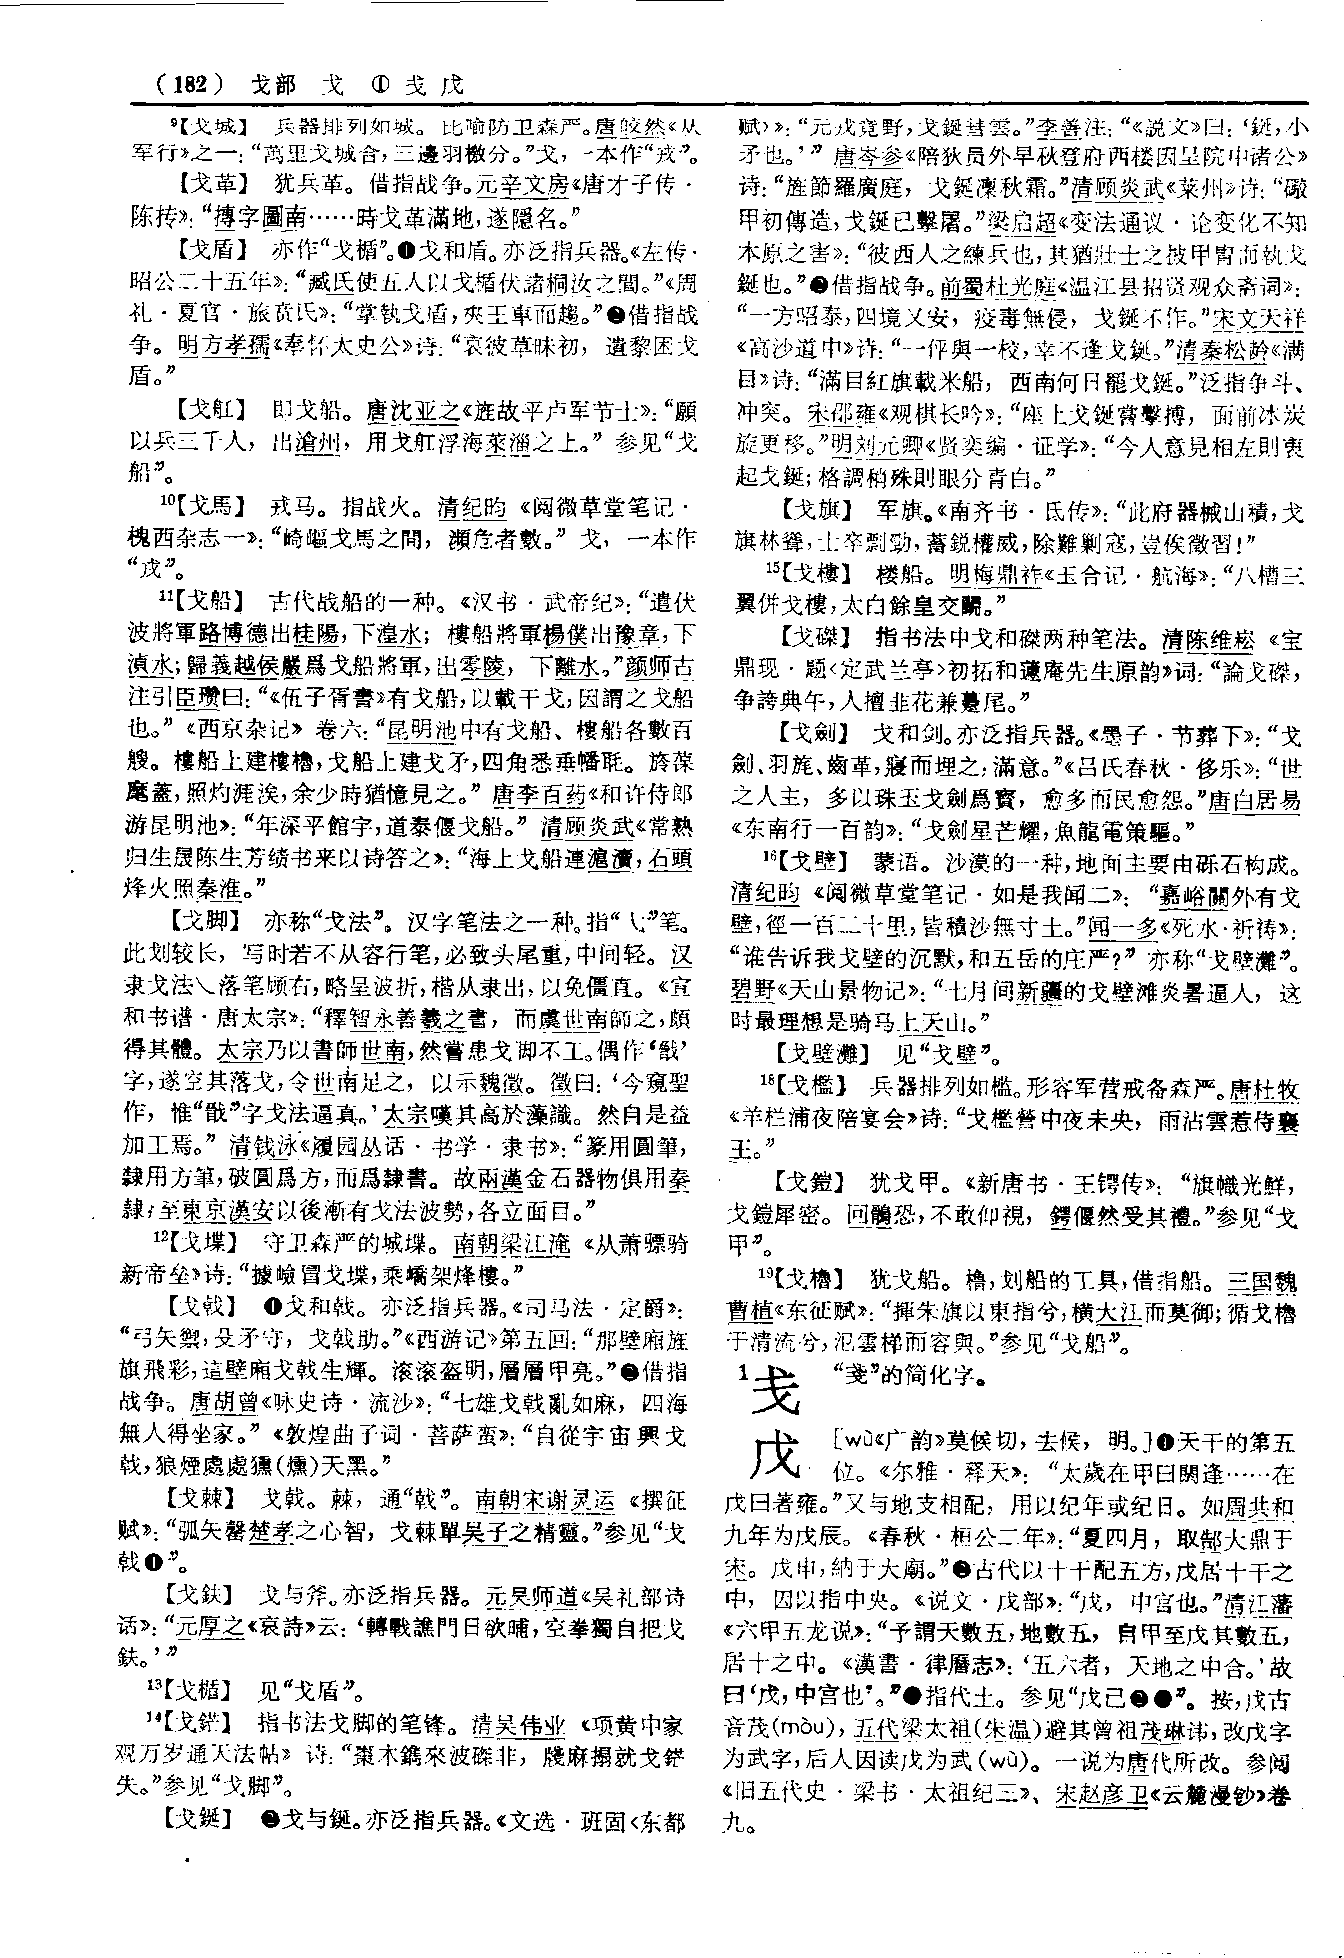 (182) 戈部 戈 ① 戋 戊
⁹【戈城】 兵器排列如城。比喻防卫森严。唐皎然《从
军行》之一：“萬里戈城合，三邊羽檄分。”戈，一本作“戎”。
【戈革】 犹兵革。借指战争。元辛文房《唐才子传·
陈抟》：“摶字圖南……時戈革滿地，遂隱名。”
【戈盾】 亦作“戈楯”。❶戈和盾。亦泛指兵器。《左传·
昭公二十五年》：“臧氏使五人以戈楯伏諸桐汝之間。”《周
礼·夏官·旅贲氏》：“掌執戈盾，夾王車而趨。”❷借指战
争。明方孝孺《奉怀太史公》诗：“哀彼草昧初，遺黎困戈
盾。”
【戈舡】 即戈船。唐沈亚之《旌故平卢军节士》：“願
以兵三千人，出滄州，用戈舡浮海萊淄之上。”参见“戈
船”。
¹⁰【戈馬】 戎马。指战火。清纪昀《阅微草堂笔记·
槐西杂志一》：“崎嶇戈馬之間，瀕危者數。”戈，一本作
“戎”。
¹¹【戈船】 古代战船的一种。《汉书·武帝纪》：“遣伏
波將軍路博德出桂陽，下湟水；樓船將軍楊僕出豫章，下
湞水；歸義越侯嚴爲戈船將軍，出零陵，下離水。”颜师古
注引臣瓒曰：“《伍子胥書》有戈船，以載干戈，因謂之戈船
也。”《西京杂记》卷六：“昆明池中有戈船、樓船各數百
艘。樓船上建樓櫓，戈船上建戈矛，四角悉垂幡毦。旍葆
麾蓋，照灼涯涘，余少時猶憶見之。”唐李百药《和许侍郎
游昆明池》：“年深平館宇，道泰偃戈船。”清顾炎武《常熟
归生晟陈生芳绩书来以诗答之》：“海上戈船連滬瀆，石頭
烽火照秦淮。”
【戈脚】 亦称“戈法”。汉字笔法之一种。指“乀”笔。
此划较长，写时若不从容行笔，必致头尾重，中间轻。汉
隶戈法乀落笔顾右，略呈波折，楷从隶出，以免僵直。《宣
和书谱·唐太宗》：“釋智永善羲之書，而虞世南師之，頗
得其體。太宗乃以書師世南，然嘗患戈脚不工。偶作‘戬’
字，遂空其落戈，令世南足之，以示魏徵。徵曰：‘今窺聖
作，惟“戬”字戈法逼真。’太宗嘆其高於藻識。然自是益
加工焉。”清钱泳《履园丛话·书学·隶书》：“篆用圓筆，
隸用方筆，破圓爲方，而爲隸書。故兩漢金石器物俱用秦
隸；至東京漢安以後漸有戈法波勢，各立面目。”
¹²【戈堞】 守卫森严的城堞。南朝梁江淹《从萧骠骑
新帝垒》诗：“據嶮冒戈堞，乘嶠架烽樓。”
【戈戟】 ❶戈和戟。亦泛指兵器。《司马法·定爵》：
“弓矢禦，殳矛守，戈戟助。”《西游记》第五回：“那壁廂旌
旗飛彩，這壁廂戈戟生輝。滚滚盔明，層層甲亮。”❷借指
战争。唐胡曾《咏史诗·流沙》：“七雄戈戟亂如麻，四海
無人得坐家。”《敦煌曲子词·菩萨蛮》：“自從宇宙興戈
戟，狼煙處處獯(燻)天黑。”
【戈棘】 戈戟。棘，通“戟”。南朝宋谢灵运《撰征
赋》：“弧矢罄楚孝之心智，戈棘單吴子之精靈。”参见“戈
戟❶”。
【戈鈇】 戈与斧。亦泛指兵器。元吴师道《吴礼部诗
话》：“元厚之《哀詩》云：‘轉戰譙門日欲晡，空拳獨自把戈
鈇。’”
¹³【戈楯】 见“戈盾”。
¹⁴【戈鋩】 指书法戈脚的笔锋。清吴伟业《项黄中家
观万岁通天法帖》诗：“棗木鐫來波磔非，牋麻搨就戈鋩
失。”参见“戈脚”。
【戈鋋】 ❷戈与鋋。亦泛指兵器。《文选·班固〈东都
赋〉》：“元戎竟野，戈鋋彗雲。”李善注：“《説文》曰：‘鋋，小
矛也。’”唐岑参《陪狄员外早秋登府西楼因呈院中诸公》
诗：“旌節羅廣庭，戈鋋凜秋霜。”清顾炎武《莱州》诗：“礮
甲初傳造，戈鋋已擊屠。”梁启超《变法通议·论变化不知
本原之害》：“彼西人之練兵也，其猶壯士之披甲胄而執戈
鋋也。”❷借指战争。前蜀杜光庭《温江县招贤观众斋词》：
“一方昭泰，四境乂安，疫毒無侵，戈鋋不作。”宋文天祥
《高沙道中》诗：“一伻與一校，幸不逢戈鋋。”清秦松龄《满
目》诗：“滿目紅旗載米船，西南何日罷戈鋋。”泛指争斗、
冲突。宋邵雍《观棋长吟》：“座上戈鋋嘗擊搏，面前冰炭
旋更移。”明刘元卿《贤奕编·证学》：“今人意見相左則喪
起戈鋋；格調稍殊則眼分青白。”
【戈旗】 军旗。《南齐书·氐传》：“此府器械山積，戈
旗林聳，士卒剽勁，蓄鋭權威，除難剿寇，豈俟徵習！”
¹⁵【戈樓】 楼船。明梅鼎祚《玉合记·航海》：“八槽三
翼併戈樓，太白餘皇交鬭。”
【戈磔】 指书法中戈和磔两种笔法。清陈维崧《宝
鼎现·题〈定武兰亭〉初拓和蘧庵先生原韵》词：“論戈磔，
争誇典午，人擅韭花兼蠆尾。”
【戈劍】 戈和剑。亦泛指兵器。《墨子·节葬下》：“戈
劍、羽旄、齒革，寢而埋之，滿意。”《吕氏春秋·侈乐》：“世
之人主，多以珠玉戈劍爲寳，愈多而民愈怨。”唐白居易
《东南行一百韵》：“戈劍星芒耀，魚龍電策驅。”
¹⁶【戈壁】 蒙语。沙漠的一种，地面主要由砾石构成。
清纪昀《阅微草堂笔记·如是我闻二》：“嘉峪關外有戈
壁，徑一百二十里，皆積沙無寸土。”闻一多《死水·祈祷》：
“谁告诉我戈壁的沉默，和五岳的庄严？”亦称“戈壁灘”。
碧野《天山景物记》：“七月间新疆的戈壁滩炎暑逼人，这
时最理想是骑马上天山。”
【戈壁灘】 见“戈壁”。
¹⁸【戈檻】 兵器排列如槛。形容军营戒备森严。唐杜牧
《羊栏浦夜陪宴会》诗：“戈檻營中夜未央，雨沾雲惹侍襄
王。”
【戈鎧】 犹戈甲。《新唐书·王锷传》：“旗幟光鮮，
戈鎧犀密。回鶻恐，不敢仰視，鍔偃然受其禮。”参见“戈
甲”。
¹⁹【戈櫓】 犹戈船。櫓，划船的工具，借指船。三国魏
曹植《东征赋》：“揮朱旗以東指兮，横大江而莫御；循戈櫓
于清流兮，汜雲梯而容與。”参见“戈船”。
1戋 “戔”的简化字。
戊 [wù《广韵》莫候切，去候，明。]❶天干的第五
位。《尔雅·释天》：“太歲在甲曰閼逢……在
戊曰著雍。”又与地支相配，用以纪年或纪日。如周共和
九年为戊辰。《春秋·桓公二年》：“夏四月，取郜大鼎于
宋。戊申，納于大廟。”❷古代以十干配五方，戊居十干之
中，因以指中央。《说文·戊部》：“戊，中宫也。”清江藩
《六甲五龙说》：“予謂天數五，地數五，自甲至戊其數五，
居十之中。《漢書·律曆志》：‘五六者，天地之中合。’故
曰‘戊，中宫也’。”❸指代土。参见“戊己❷❸”。按，戊古
音茂(mòu)，五代梁太祖(朱温)避其曾祖茂琳讳，改戊字
为武字，后人因读戊为武(wǔ)。一说为唐代所改。参阅
《旧五代史·梁书·太祖纪三》、宋赵彦卫《云麓漫钞》卷
九。